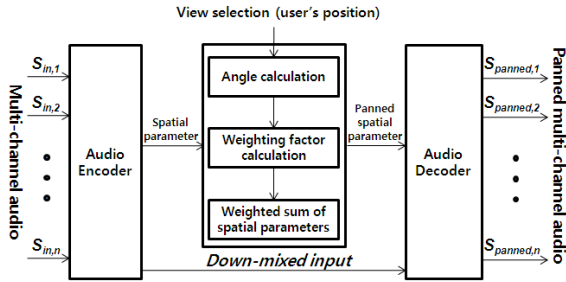 View selection (user's position)
S_in,1
S_in,2
S_in,n
Multi-channel audio
Audio
Encoder
Spatial
parameter
Angle calculation
Weighting factor
calculation
Weighted sum of
spatial parameters
Panned
spatial
parameter
Audio
Decoder
S_panned,1
S_panned,2
S_panned,n
Panned multi-channel audio
Down-mixed input